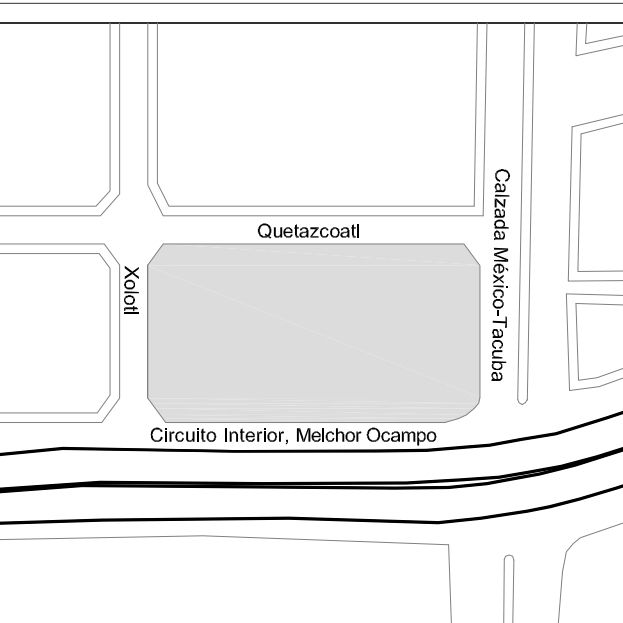 Quetazcoatl
Xolotl
Calzada México-Tacuba
Circuito Interior, Melchor Ocampo